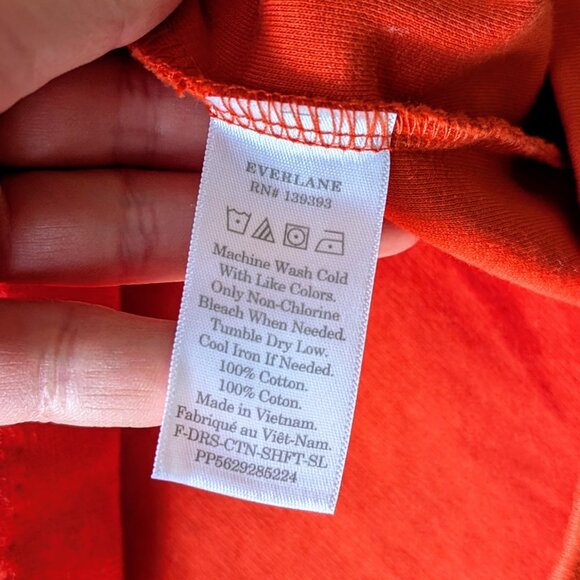 EVERLANE
RN# 139393
Machine Wash Cold
With Like Colors.
Only Non-Chlorine
Bleach When Needed.
Tumble Dry Low.
Cool Iron If Needed.
100% Cotton.
100% Coton.
Made in Vietnam.
Fabriqué au Viêt-Nam.
F-DRS-CTN-SHFT-SL
PP5629285224